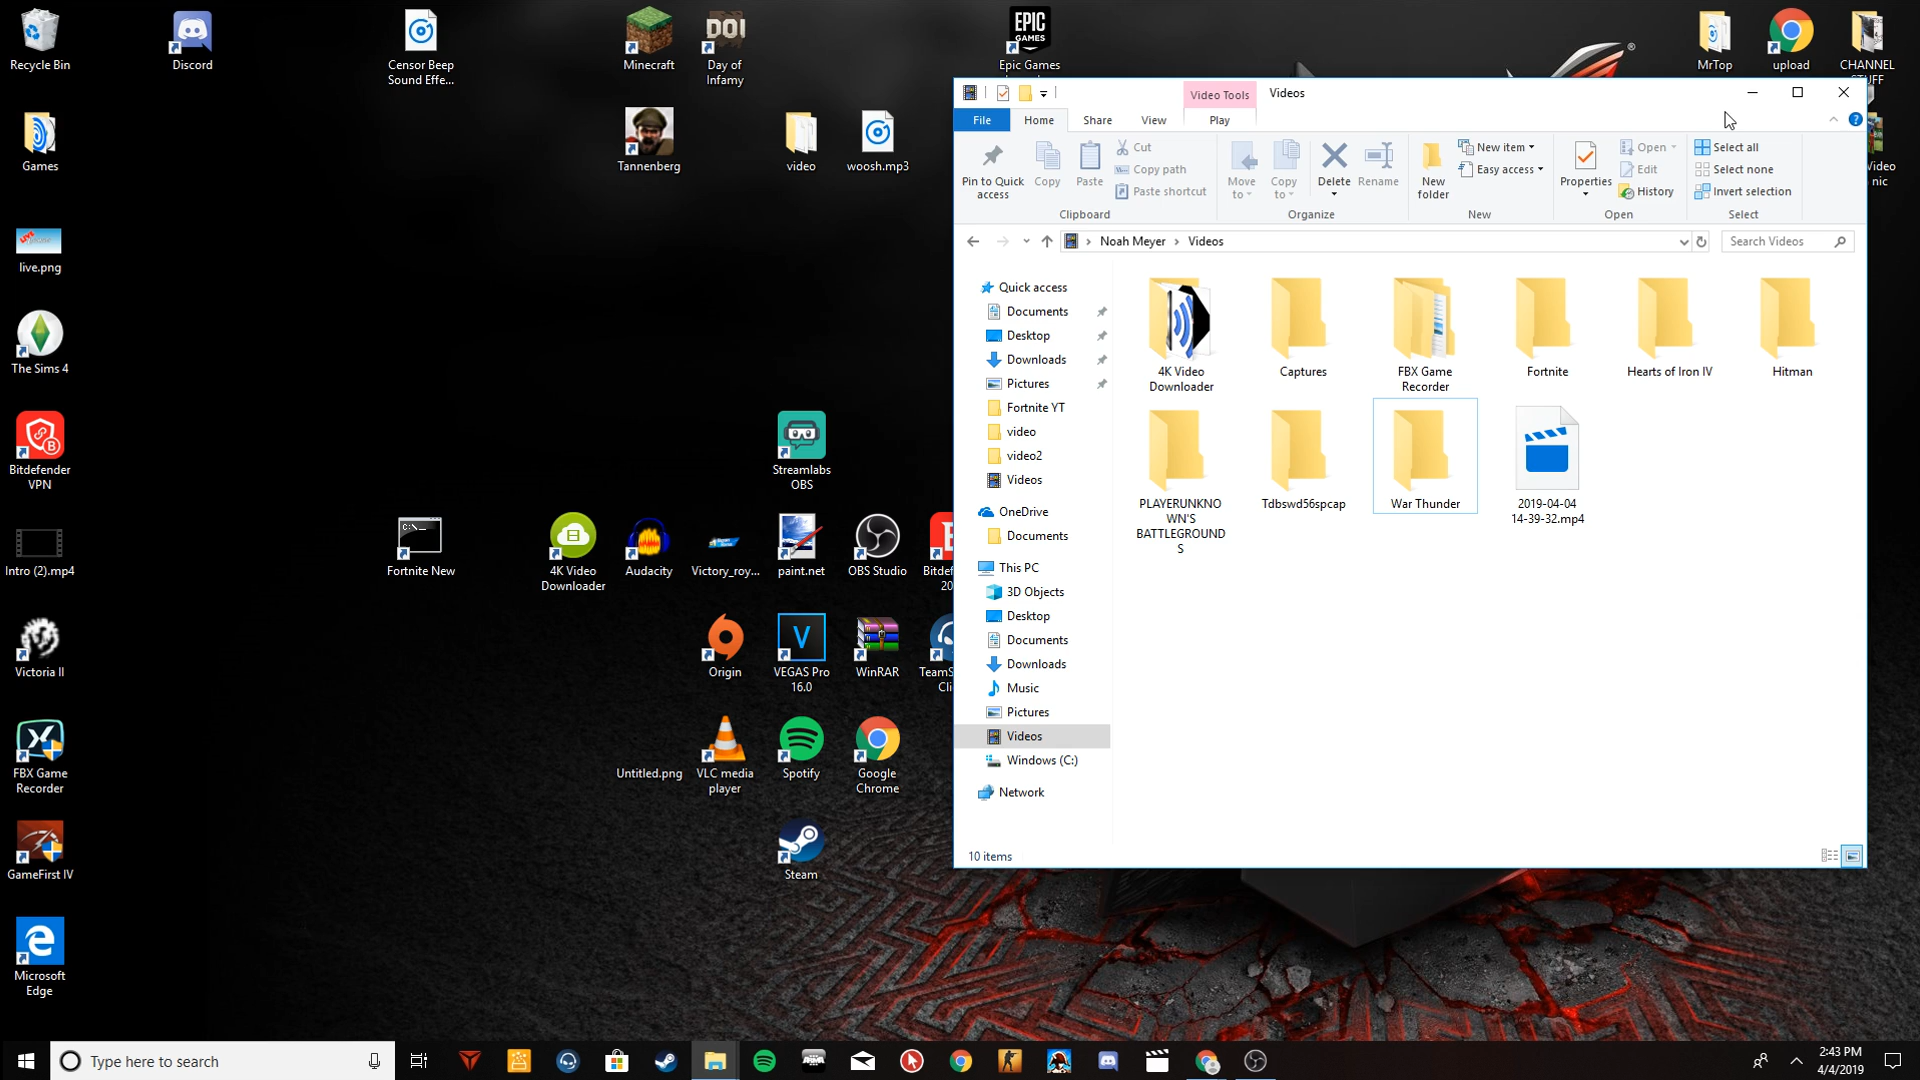 Recycle Bin
Discord
Censor Beep
Sound Effe...
Minecraft
DOI
Day of
Infamy
EPIC
GAMES
Epic Games
MrTop
upload
CHANNEL
STUFF
Games
Tannenberg
video
woosh.mp3
Video
nic
live.png
The Sims 4
Bitdefender
VPN
Streamlabs
OBS
Intro (2).mp4
C:\
Fortnite New
4K Video
Downloader
Audacity
Victory_roy...
paint.net
OBS Studio
Bitdef
20
Victoria II
Origin
V
VEGAS Pro
16.0
WinRAR
TeamS
Cli
FBX Game
Recorder
Untitled.png
VLC media
player
Spotify
Google
Chrome
GameFirst IV
Steam
Microsoft
Edge
Video Tools
Videos
File
Home
Share
View
Play
Pin to Quick
access
Copy
Paste
Cut
Copy path
Paste shortcut
Clipboard
Move
to
Copy
to
Delete
Rename
Organize
New
folder
New item
Easy access
New
Properties
Open
Edit
History
Open
Select all
Select none
Invert selection
Select
Noah Meyer > Videos
Search Videos
Quick access
Documents
Desktop
Downloads
Pictures
Fortnite YT
video
video2
Videos
OneDrive
Documents
This PC
3D Objects
Desktop
Documents
Downloads
Music
Pictures
Videos
Windows (C:)
Network
4K Video
Downloader
Captures
FBX Game
Recorder
Fortnite
Hearts of Iron IV
Hitman
PLAYERUNKNO
WN'S
BATTLEGROUND
S
Tdbswd56spcap
War Thunder
2019-04-04
14-39-32.mp4
10 items
Type here to search
2:43 PM
4/4/2019